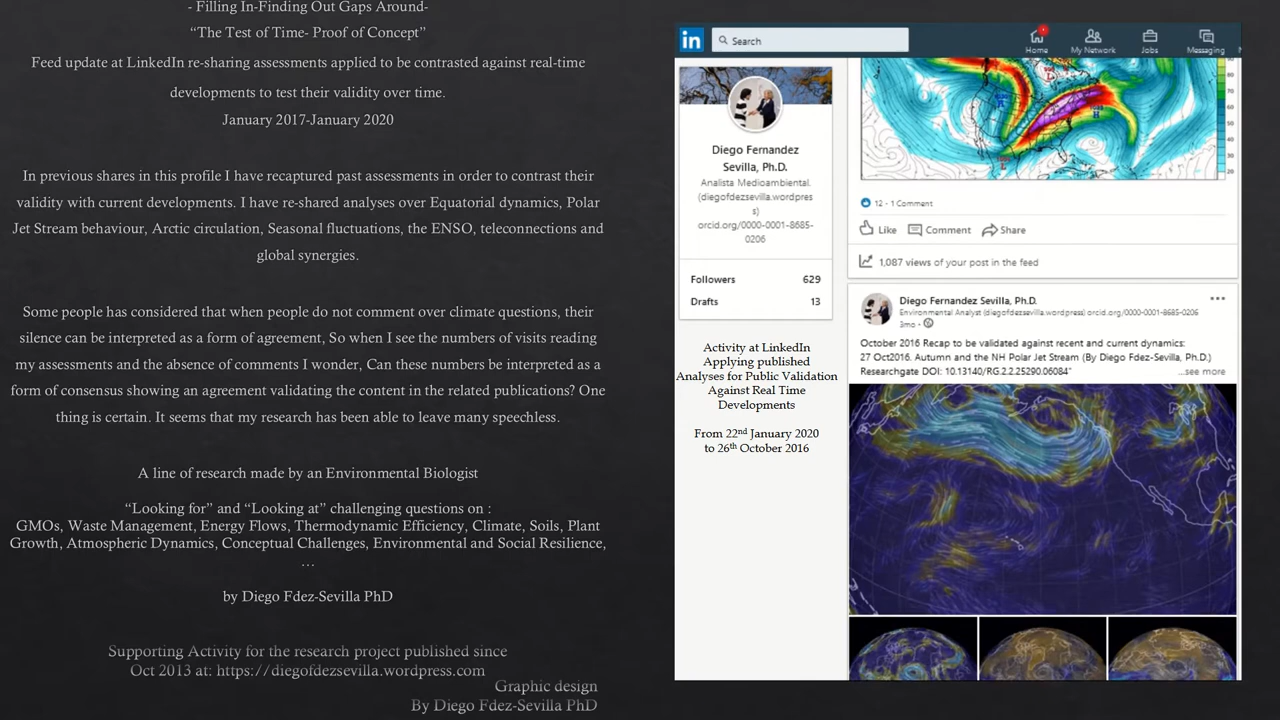 - Filling In-Finding Out Gaps Around-
“The Test of Time- Proof of Concept”
Feed update at LinkedIn re-sharing assessments applied to be contrasted against real-time
developments to test their validity over time.
January 2017-January 2020
In previous shares in this profile I have recaptured past assessments in order to contrast their
validity with current developments. I have re-shared analyses over Equatorial dynamics, Polar
Jet Stream behaviour, Arctic circulation, Seasonal fluctuations, the ENSO, teleconnections and
global synergies.
Some people has considered that when people do not comment over climate questions, their
silence can be interpreted as a form of agreement, So when I see the numbers of visits reading
my assessments and the absence of comments I wonder, Can these numbers be interpreted as a
form of consensus showing an agreement validating the content in the related publications? One
thing is certain. It seems that my research has been able to leave many speechless.
A line of research made by an Environmental Biologist
“Looking for” and “Looking at” challenging questions on :
GMOs, Waste Management, Energy Flows, Thermodynamic Efficiency, Climate, Soils, Plant
Growth, Atmospheric Dynamics, Conceptual Challenges, Environmental and Social Resilience,
…
by Diego Fdez-Sevilla PhD
Supporting Activity for the research project published since
Oct 2013 at: https://diegofdezsevilla.wordpress.com
Graphic design
By Diego Fdez-Sevilla PhD
in
Search
Home
My Network
Jobs
Messaging
Diego Fernandez
Sevilla, Ph.D.
Analista Medioambiental.
(diegofdezsevilla.wordpres
s)
orcid.org/0000-0001-8685-
0206
Followers 629
Drafts 13
Activity at LinkedIn
Applying published
Analyses for Public Validation
Against Real Time
Developments
From 22nd January 2020
to 26th October 2016
80
70
60
50
40
30
20
12 · 1 Comment
Like Comment Share
1,087 views of your post in the feed
Diego Fernandez Sevilla, Ph.D.
Environmental Analyst (diegofdezsevilla.wordpress) orcid.org/0000-0001-8685-0206
3mo
October 2016 Recap to be validated against recent and current dynamics:
27 Oct2016. Autumn and the NH Polar Jet Stream (By Diego Fdez-Sevilla, Ph.D.)
Researchgate DOI: 10.13140/RG.2.2.25290.06084"
...see more